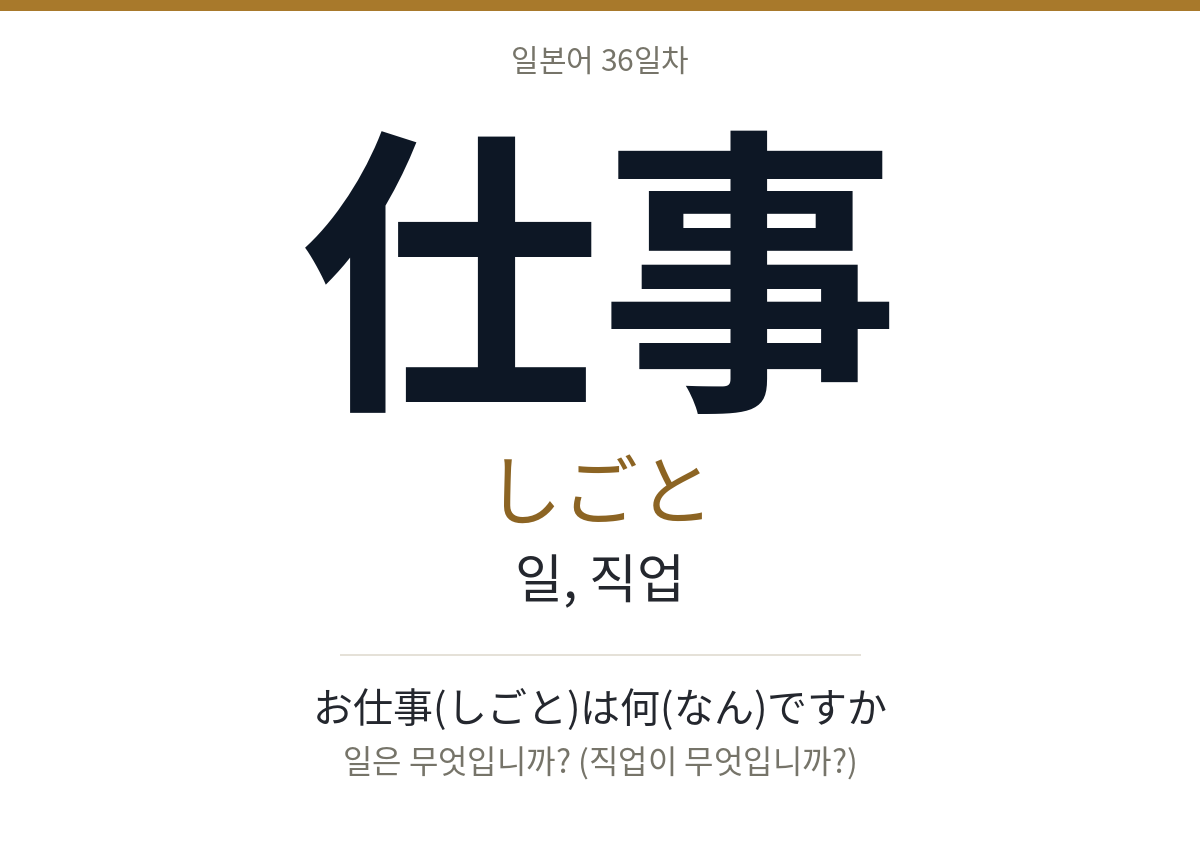 일본어 36일차
仕事
しごと
일, 직업
お仕事(しごと)は何(なん)ですか
일은 무엇입니까? (직업이 무엇입니까?)